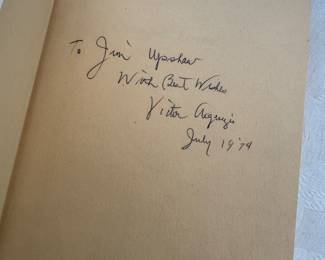 To Jim Upshaw
With Best Wishes
Victor
July 1974